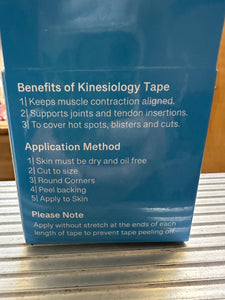 Benefits of Kinesiology Tape
1| Keeps muscle contraction aligned.
2| Supports joints and tendon insertions.
3| To cover hot spots, blisters and cuts.
Application Method
1| Skin must be dry and oil free
2| Cut to size
3| Round Corners
4| Peel backing
5| Apply to Skin
Please Note
Apply without stretch at the ends of each
length of tape to prevent tape peeling off.